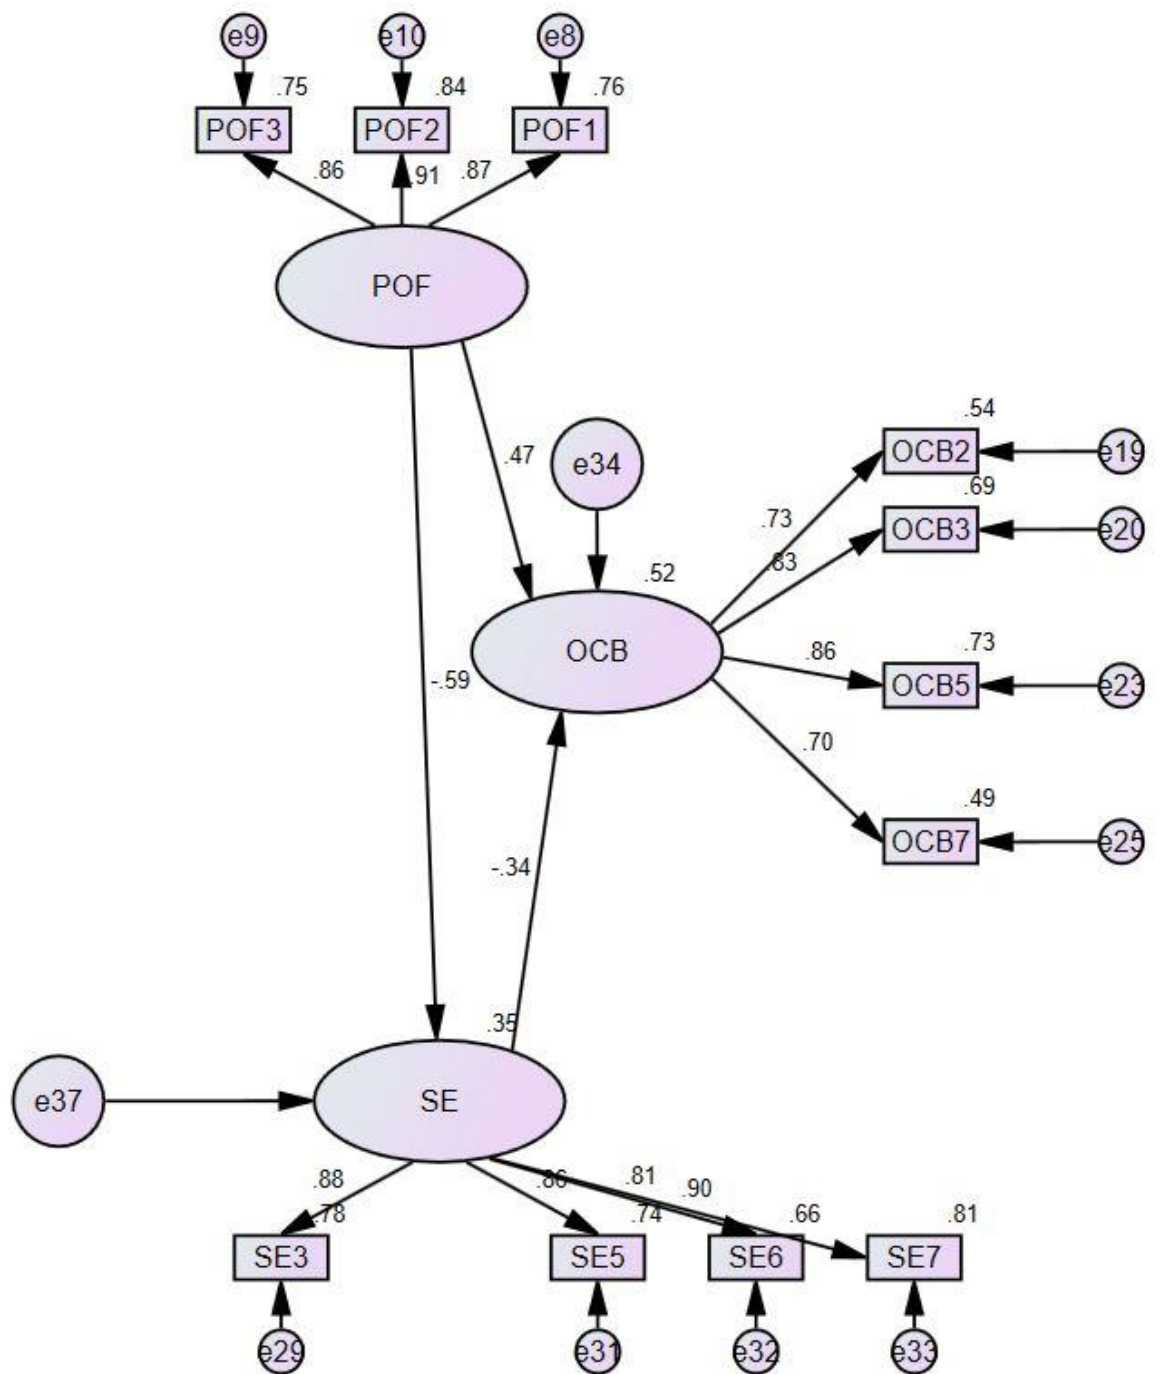 e9 e10 e8
.75 .84 .76
POF3 POF2 POF1
.86 .91 .87
POF
.54
OCB2 e19
.47 e34
.69
.73 OCB3 e20
.83
.52
OCB
.86 .73
-.59 OCB5 e23
.70
.49
OCB7 e25
-.34
.35
e37 SE
.88 .86 .81 .90
.78 .74 .66 .81
SE3 SE5 SE6 SE7
e29 e31 e32 e33